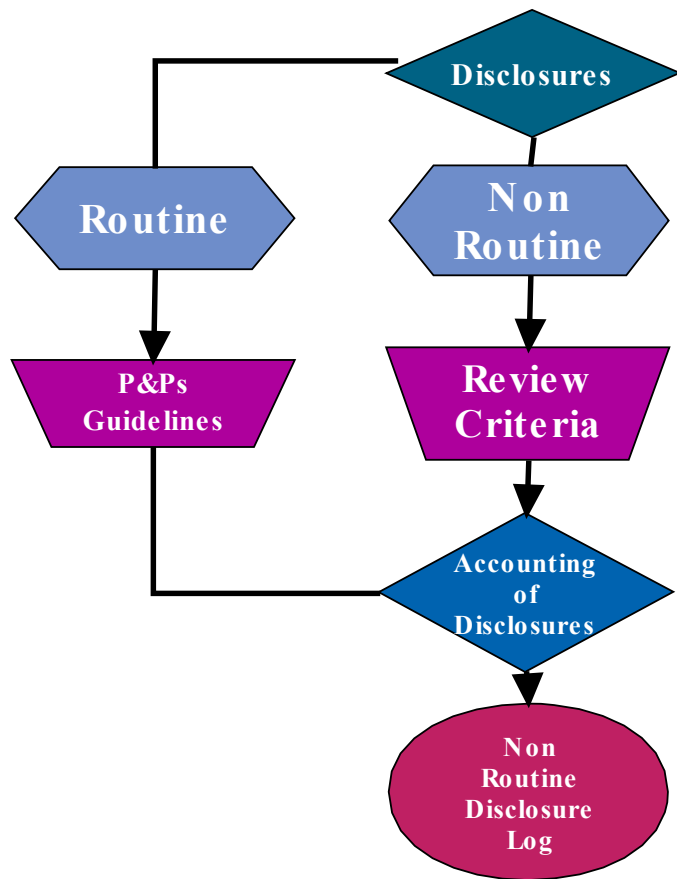 Disclosures
Routine
Non
Routine
P&Ps
Guidelines
Review
Criteria
Accounting
of
Disclosures
Non
Routine
Disclosure
Log